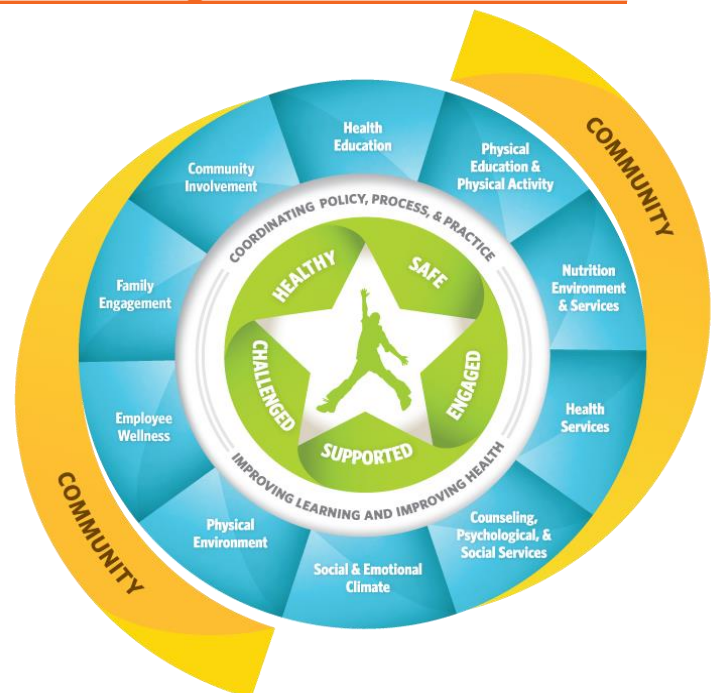 COMMUNITY
Health
Education
Physical
Education &
Physical Activity
Nutrition
Environment
& Services
Health
Services
Counseling,
Psychological, &
Social Services
Social & Emotional
Climate
Physical
Environment
Employee
Wellness
Family
Engagement
Community
Involvement
COORDINATING POLICY, PROCESS, & PRACTICE
IMPROVING LEARNING AND IMPROVING HEALTH
HEALTHY
SAFE
ENGAGED
SUPPORTED
CHALLENGED
COMMUNITY